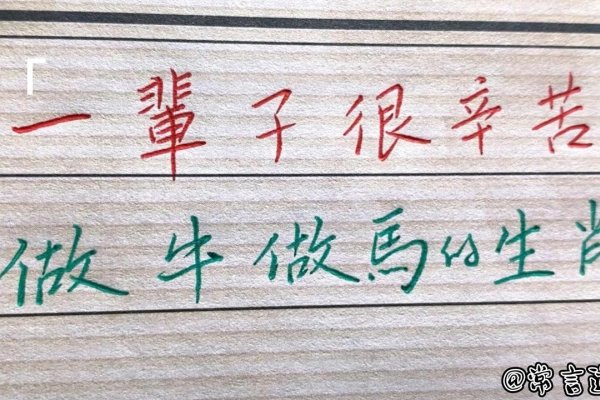 「
一輩子很辛苦
做牛做馬的生肖
@常言道